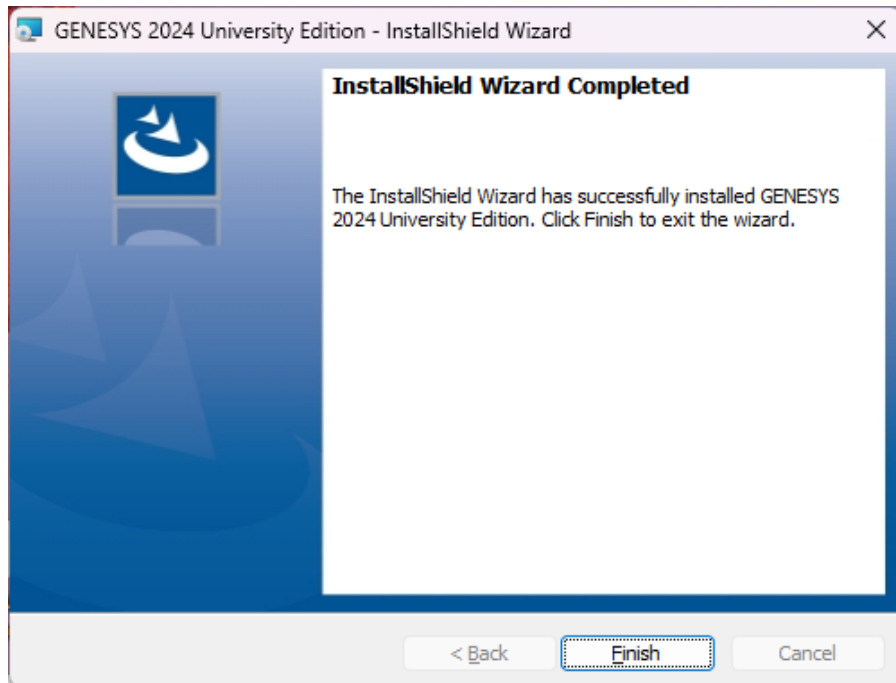 GENESYS 2024 University Edition - InstallShield Wizard
InstallShield Wizard Completed
The InstallShield Wizard has successfully installed GENESYS
2024 University Edition. Click Finish to exit the wizard.
< Back
Finish
Cancel